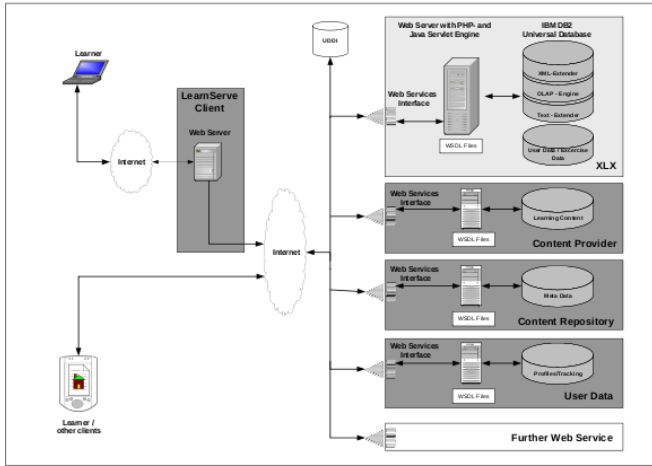 UDDI
Web Server with PHP- and
Java Servlet Engine
IBM DB2
Universal Database
Learner
XML-Extender
OLAP - Engine
Text - Extender
User Data / Excercise
Data
Web Services
Interface
WSDL Files
XLX
LearnServe
Client
Web Server
Internet
Internet
Web Services
Interface
WSDL Files
Learning Content
Content Provider
Web Services
Interface
WSDL Files
Meta Data
Content Repository
Web Services
Interface
WSDL Files
Profiles/Tracking
User Data
Learner /
other clients
Further Web Service